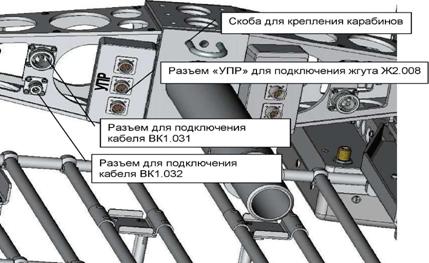 Скоба для крепления карабинов
Разъем «УПР» для подключения жгута Ж2.008
УПР
Разъем для подключения
кабеля ВК1.031
Разъем для подключения
кабеля ВК1.032